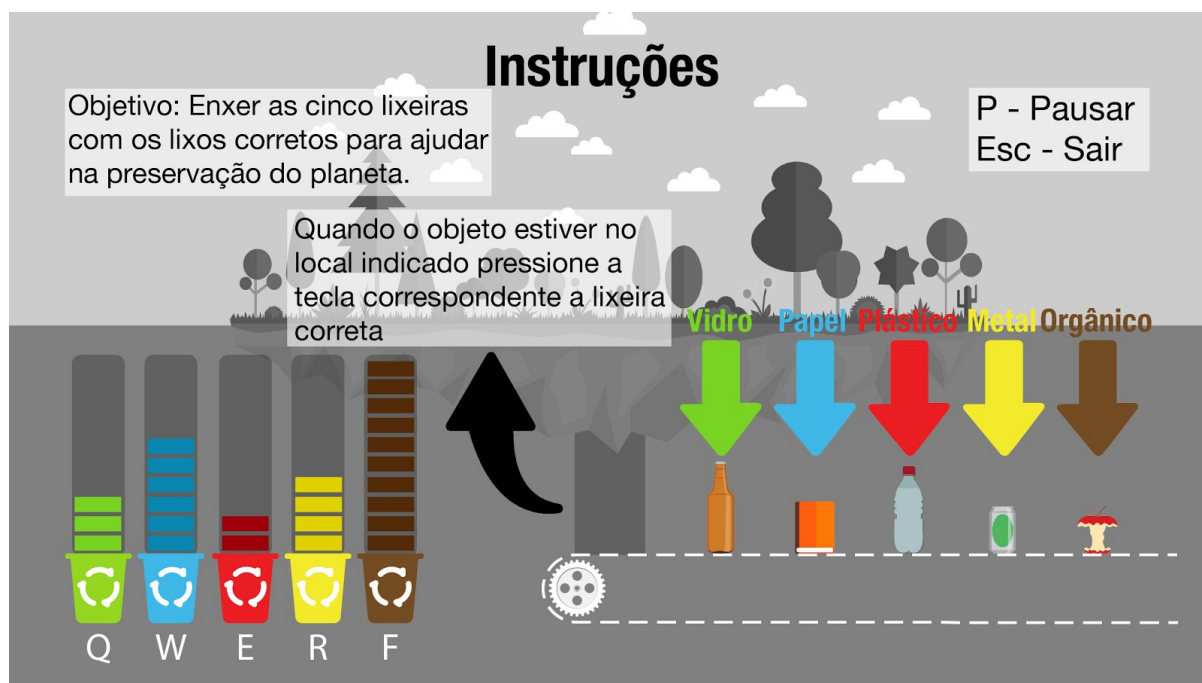 Instruções
Objetivo: Enxer as cinco lixeiras
com os lixos corretos para ajudar
na preservação do planeta.
P - Pausar
Esc - Sair
Quando o objeto estiver no
local indicado pressione a
tecla correspondente a lixeira
correta
Vidro Papel Plástico Metal Orgânico
Q W E R F